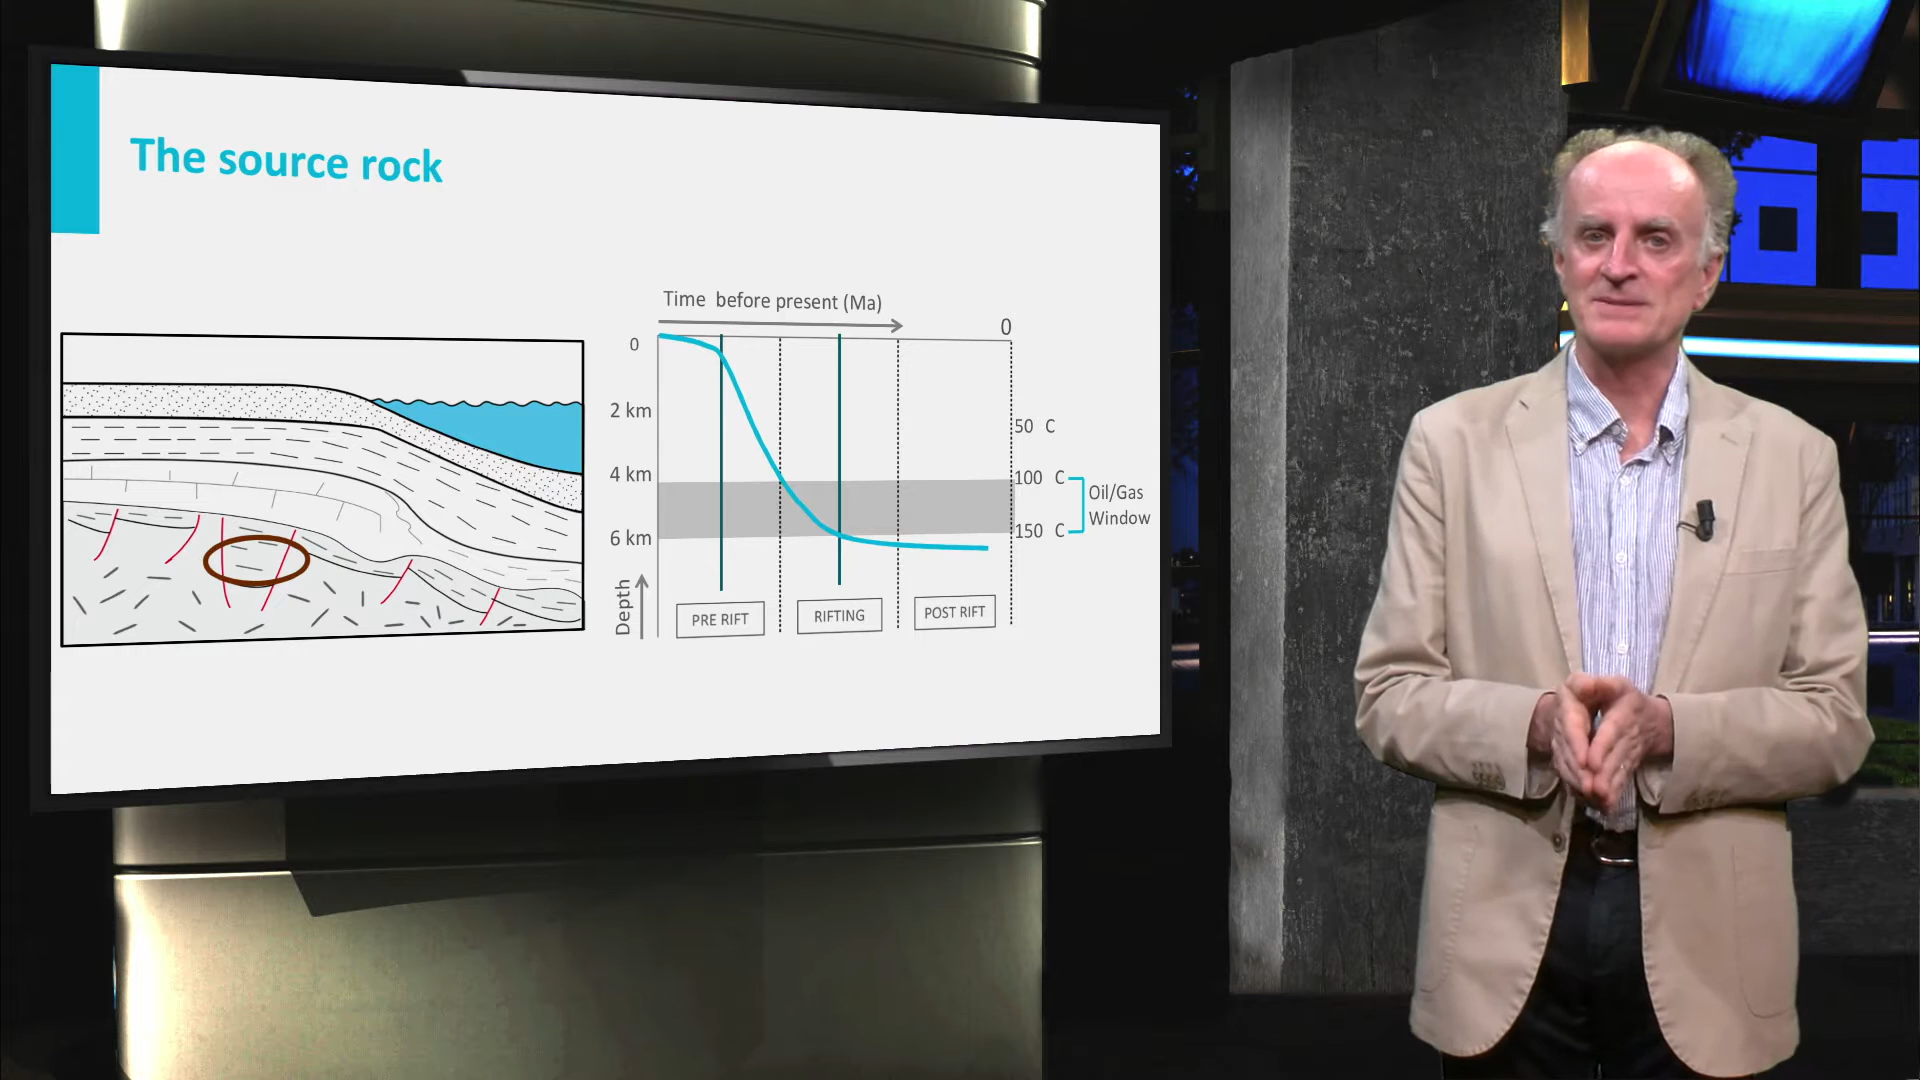 The source rock
Time before present (Ma)
0
0
2 km
4 km
6 km
Depth
50 C
100 C
150 C
Oil/Gas
Window
PRE RIFT
RIFTING
POST RIFT